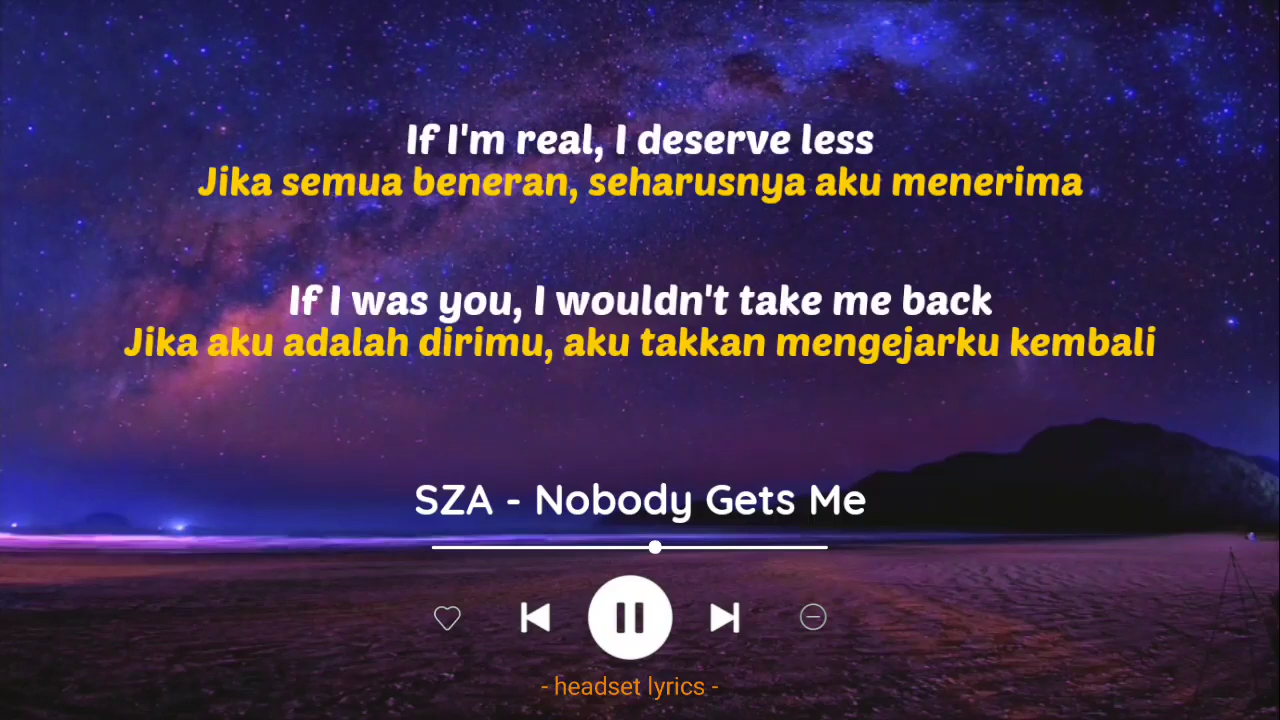 If I'm real, I deserve less
Jika semua beneran, seharusnya aku menerima
If I was you, I wouldn't take me back
Jika aku adalah dirimu, aku takkan mengejarku kembali
SZA - Nobody Gets Me
- headset lyrics -